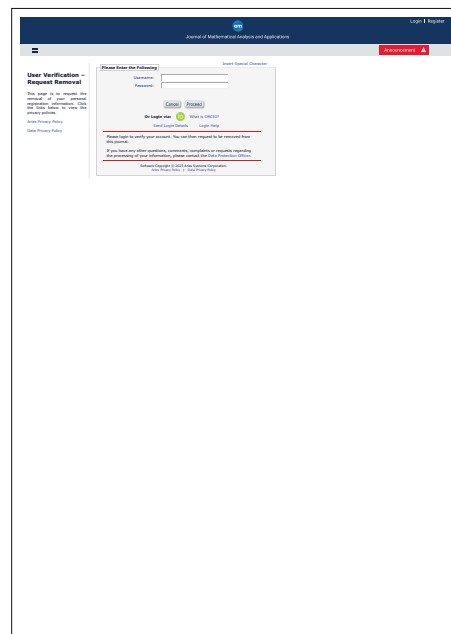 Login | Register
em
Journal of Mathematical Analysis and Applications
Announcement
Insert Special Character
User Verification –
Request Removal
This page is to request the
removal of your personal
registration information. Click
the links below to view the
privacy policies.
Aries Privacy Policy
Data Privacy Policy
Please Enter the Following
Username:
Password:
Cancel Proceed
Or Login via: iD What is ORCID?
Send Login Details Login Help
Please login to verify your account. You can then request to be removed from
this journal.
If you have any other questions, comments, complaints or requests regarding
the processing of your information, please contact the Data Protection Officer.
Software Copyright © 2023 Aries Systems Corporation.
Aries Privacy Policy | Data Privacy Policy